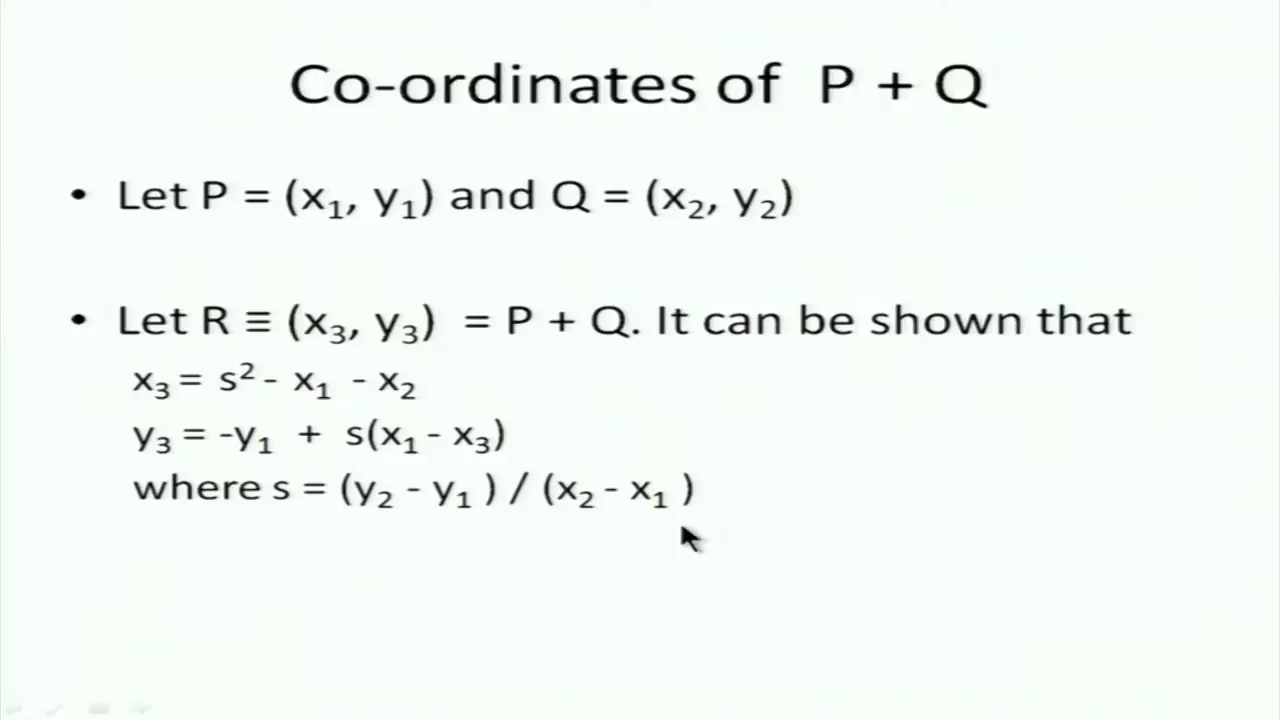 Co-ordinates of P + Q
• Let P = (x₁, y₁) and Q = (x₂, y₂)
• Let R ≡ (x₃, y₃) = P + Q. It can be shown that
x₃ = s² - x₁ - x₂
y₃ = -y₁ + s(x₁ - x₃)
where s = (y₂ - y₁ ) / (x₂ - x₁ )